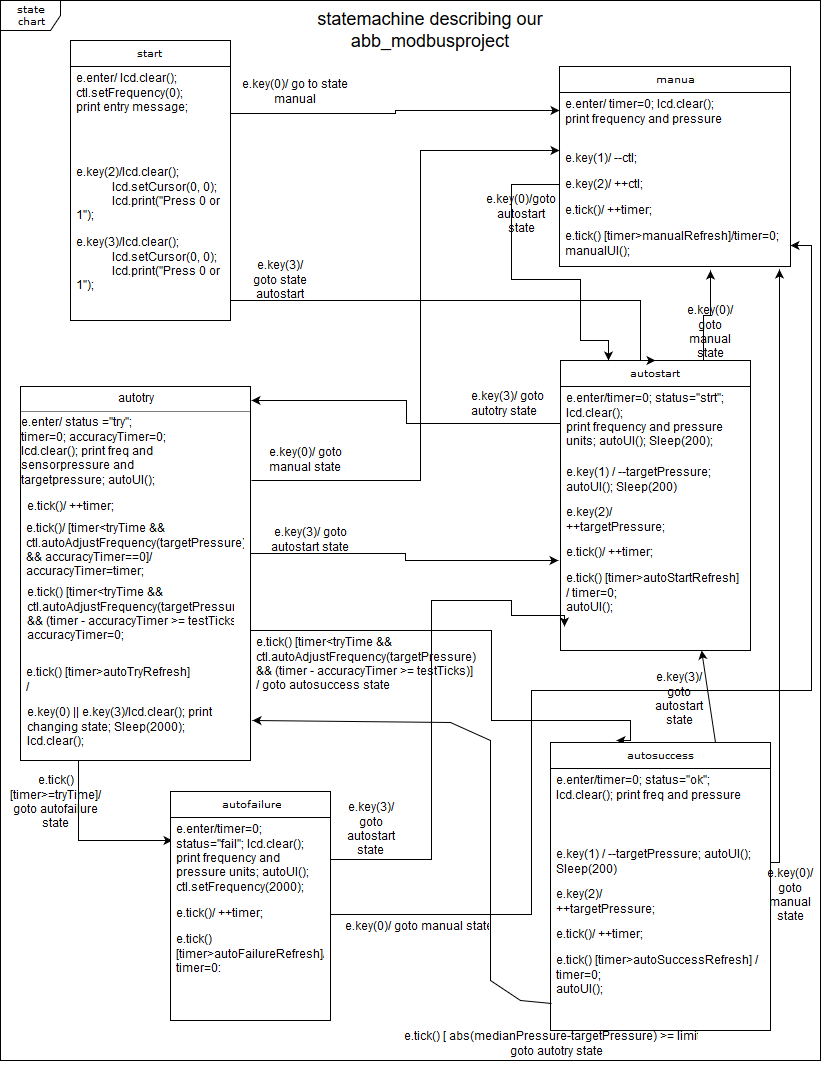 state
chart
statemachine describing our
abb_modbusproject
start
e.enter/ lcd.clear();
ctl.setFrequency(0);
print entry message;
e.key(2)/lcd.clear();
lcd.setCursor(0, 0);
lcd.print("Press 0 or
1");
e.key(3)/lcd.clear();
lcd.setCursor(0, 0);
lcd.print("Press 0 or
1");
e.key(0)/ go to state
manual
e.key(3)/
goto state
autostart
manua
e.enter/ timer=0; lcd.clear();
print frequency and pressure
e.key(1)/ --ctl;
e.key(2)/ ++ctl;
e.tick()/ ++timer;
e.tick() [timer>manualRefresh]/timer=0;
manualUI();
e.key(0)/goto
autostart
state
e.key(0)/
goto
manual
state
autostart
e.enter/timer=0; status="strt";
lcd.clear();
print frequency and pressure
units; autoUI(); Sleep(200);
e.key(1) / --targetPressure;
autoUI(); Sleep(200)
e.key(2)/
++targetPressure;
e.tick()/ ++timer;
e.tick() [timer>autoStartRefresh]
/ timer=0;
autoUI();
e.key(3)/ goto
autotry state
autotry
e.enter/ status ="try";
timer=0; accuracyTimer=0;
lcd.clear(); print freq and
sensorpressure and
targetpressure; autoUI();
e.tick()/ ++timer;
e.tick()/ [timer<tryTime &&
ctl.autoAdjustFrequency(targetPressure)
&& accuracyTimer==0]/
accuracyTimer=timer;
e.tick() [timer<tryTime &&
ctl.autoAdjustFrequency(targetPressur
&& (timer - accuracyTimer >= testTicks
accuracyTimer=0;
e.tick() [timer>autoTryRefresh]
/
e.key(0) || e.key(3)/lcd.clear(); print
changing state; Sleep(2000);
lcd.clear();
e.key(0)/ goto
manual state
e.key(3)/ goto
autostart state
e.tick() [timer<tryTime &&
ctl.autoAdjustFrequency(targetPressure)
&& (timer - accuracyTimer >= testTicks)]
/ goto autosuccess state
e.key(3)/
goto
autostart
state
autosuccess
e.enter/timer=0; status="ok";
lcd.clear(); print freq and pressure
e.key(1) / --targetPressure; autoUI();
Sleep(200)
e.key(2)/
++targetPressure;
e.tick()/ ++timer;
e.tick() [timer>autoSuccessRefresh] /
timer=0;
autoUI();
e.key(0)/
goto
manual
state
e.tick()
[timer>=tryTime]/
goto autofailure
state
autofailure
e.enter/timer=0;
status="fail"; lcd.clear();
print frequency and
pressure units; autoUI();
ctl.setFrequency(2000);
e.tick()/ ++timer;
e.tick()
[timer>autoFailureRefresh]/
timer=0:
e.key(3)/
goto
autostart
state
e.key(0)/ goto manual state
e.tick() [ abs(medianPressure-targetPressure) >= limit
goto autotry state